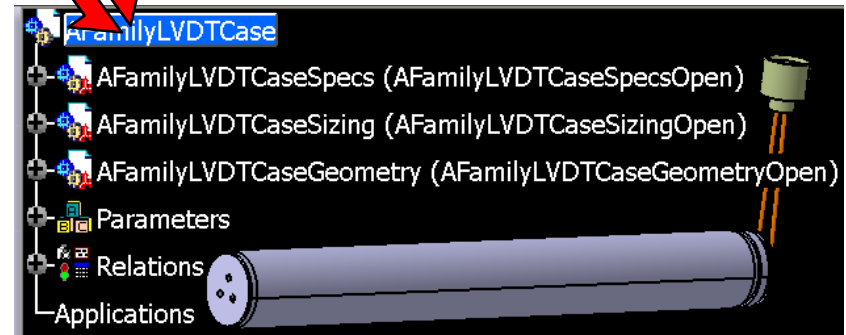 AFamilyLVDTCase
AFamilyLVDTCaseSpecs (AFamilyLVDTCaseSpecsOpen)
AFamilyLVDTCaseSizing (AFamilyLVDTCaseSizingOpen)
AFamilyLVDTCaseGeometry (AFamilyLVDTCaseGeometryOpen)
Parameters
Relations
Applications